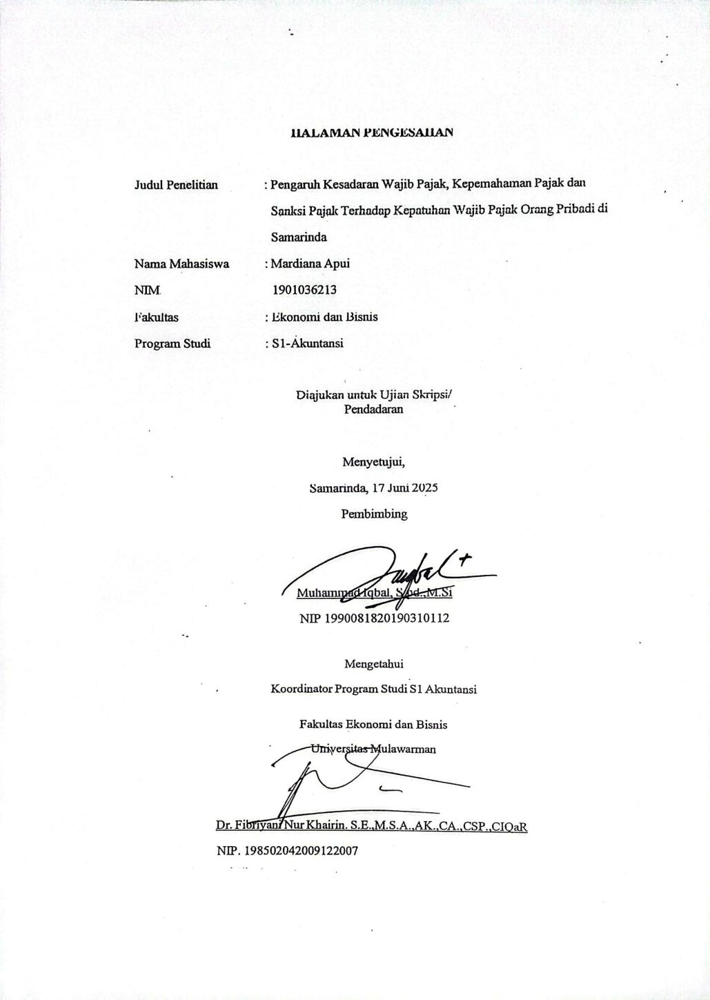 HALAMAN PENGESAHAN
Judul Penelitian : Pengaruh Kesadaran Wajib Pajak, Kepemahaman Pajak dan
Sanksi Pajak Terhadap Kepatuhan Wajib Pajak Orang Pribadi di
Samarinda
Nama Mahasiswa : Mardiana Apui
NIM 1901036213
Fakultas : Ekonomi dan Bisnis
Program Studi : S1-Akuntansi
Diajukan untuk Ujian Skripsi/
Pendadaran
Menyetujui,
Samarinda, 17 Juni 2025
Pembimbing
Muhammad Iqbal, S.pd.,M.Si
NIP 1990081820190310112
Mengetahui
Koordinator Program Studi S1 Akuntansi
Fakultas Ekonomi dan Bisnis
Universitas Mulawarman
Dr. Fibriyani Nur Khairin. S.E.,M.S.A.,AK.,CA.,CSP.,CIQaR
NIP. 198502042009122007